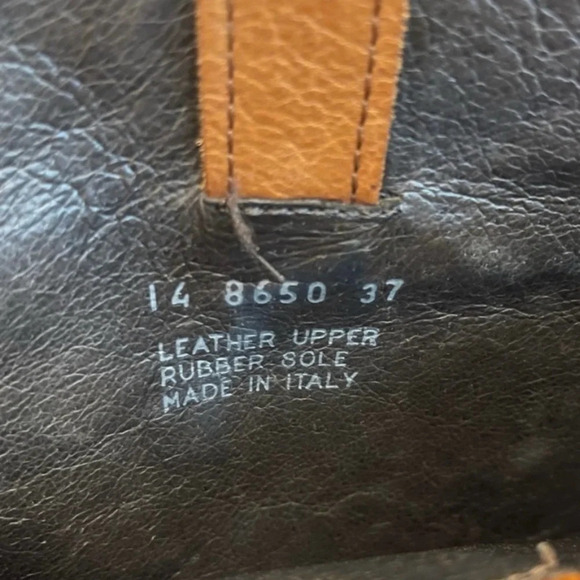 14 8650 37
LEATHER UPPER
RUBBER SOLE
MADE IN ITALY